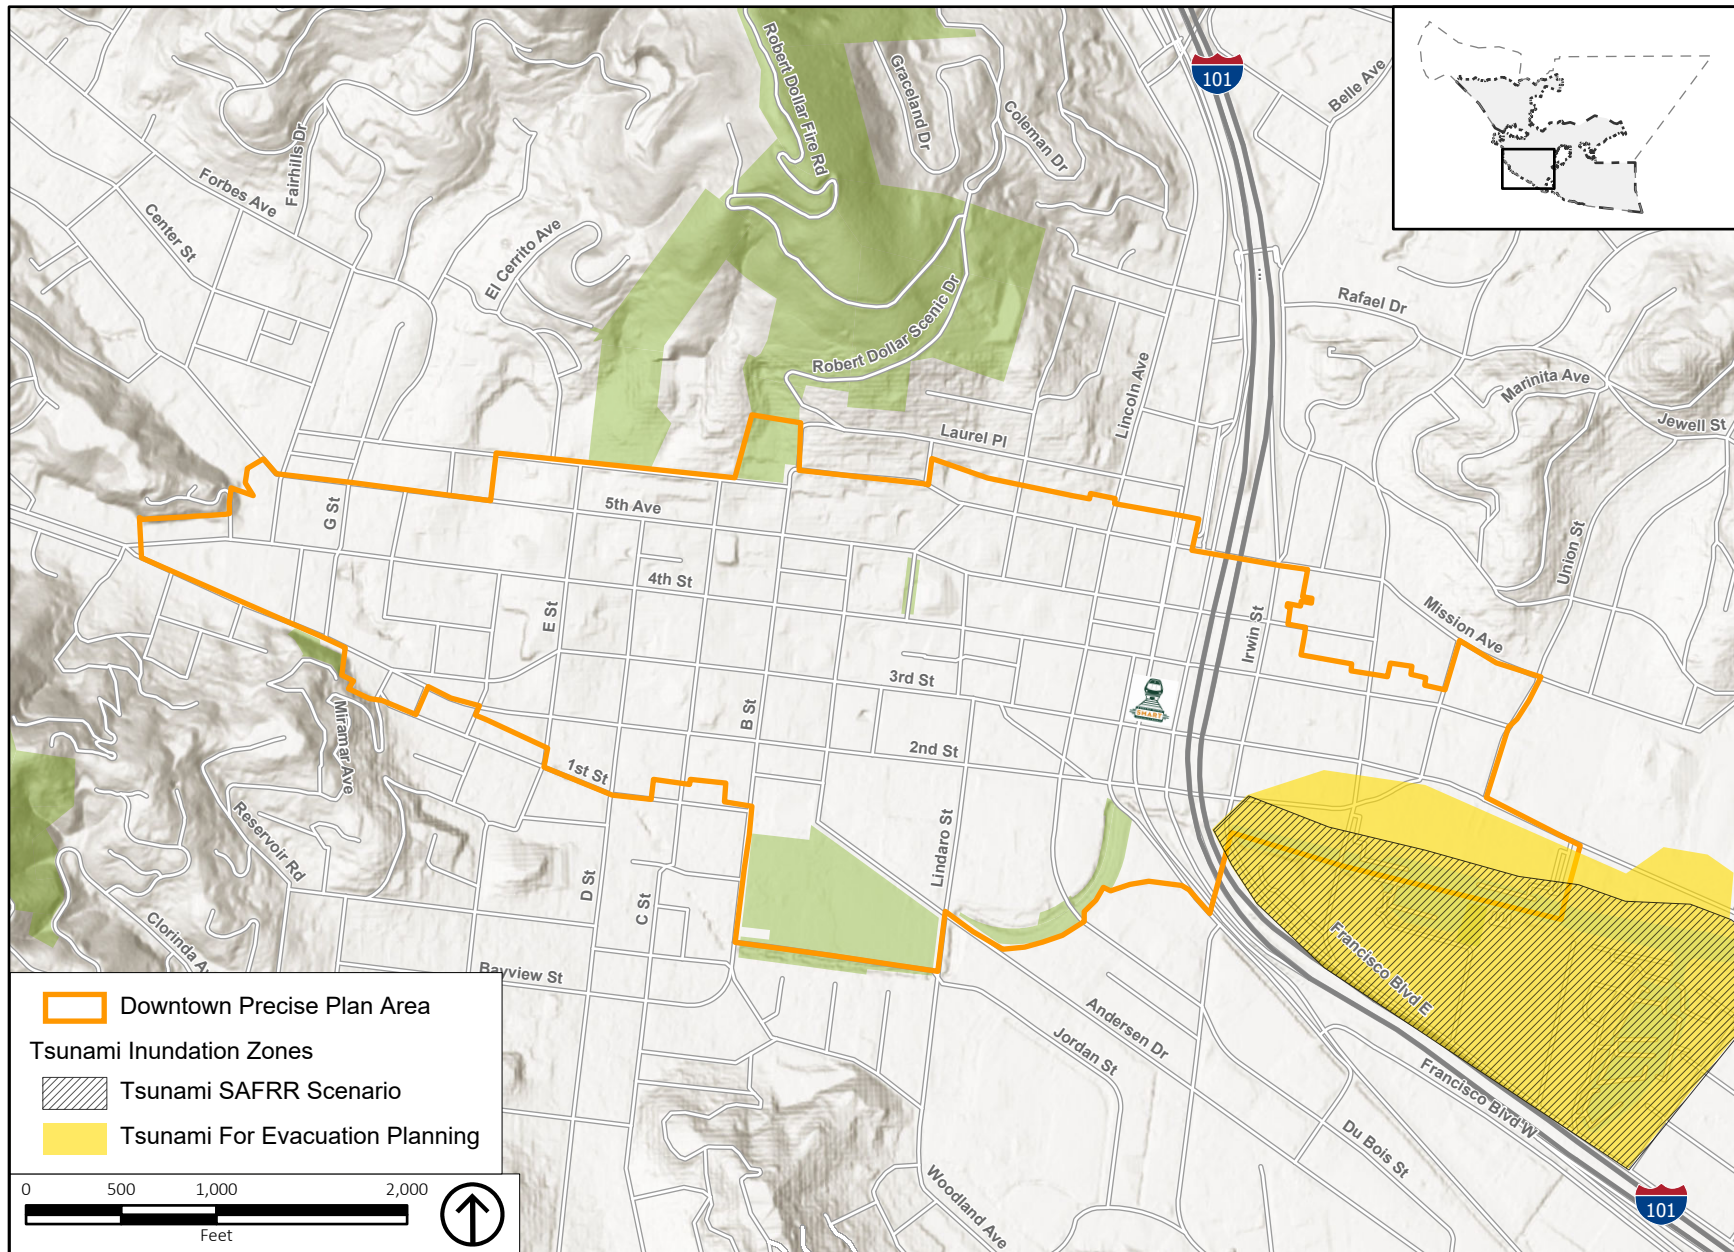 101
Robert Dollar Fire Rd
Graceland Dr
Coleman Dr
Belle Ave
Fairhills Dr
Forbes Ave
Center St
El Cerrito Ave
Robert Dollar Scenic Dr
Rafael Dr
Lincoln Ave
Marinita Ave
Jewell St
Laurel Pl
G St
5th Ave
4th St
E St
Union St
Mission Ave
Irwin St
3rd St
SMART
B St
2nd St
Miramar Ave
1st St
Reservoir Rd
Lindaro St
D St
C St
Clorinda A
Bayview St
Francisco Blvd E
Andersen Dr
Jordan St
Francisco Blvd W
Du Bois St
Woodland Ave
101
Downtown Precise Plan Area
Tsunami Inundation Zones
Tsunami SAFRR Scenario
Tsunami For Evacuation Planning
0 500 1,000 2,000
Feet